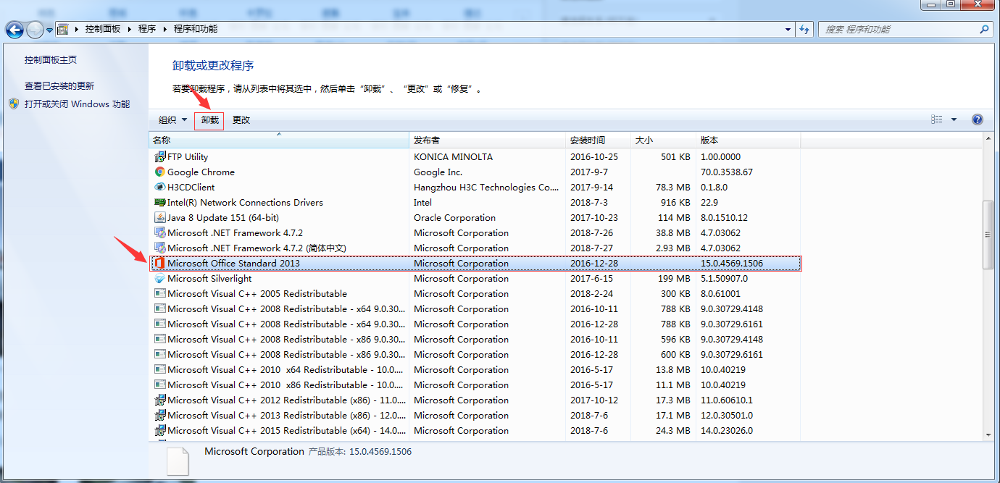 控制面板 程序 程序和功能
搜索 程序和功能
控制面板主页
查看已安装的更新
打开或关闭 Windows 功能
卸载或更改程序
若要卸载程序，请从列表中将其选中，然后单击“卸载”、“更改”或“修复”。
组织 卸载 更改
名称 发布者 安装时间 大小 版本
FTP Utility KONICA MINOLTA 2016-10-25 501 KB 1.00.0000
Google Chrome Google Inc. 2017-9-7 70.0.3538.67
H3CDClient Hangzhou H3C Technologies Co.... 2017-9-14 78.3 MB 0.1.8.0
Intel(R) Network Connections Drivers Intel 2018-7-3 916 KB 22.9
Java 8 Update 151 (64-bit) Oracle Corporation 2017-10-23 114 MB 8.0.1510.12
Microsoft .NET Framework 4.7.2 Microsoft Corporation 2018-7-26 38.8 MB 4.7.03062
Microsoft .NET Framework 4.7.2 (简体中文) Microsoft Corporation 2018-7-27 2.93 MB 4.7.03062
Microsoft Office Standard 2013 Microsoft Corporation 2016-12-28 15.0.4569.1506
Microsoft Silverlight Microsoft Corporation 2017-6-15 199 MB 5.1.50907.0
Microsoft Visual C++ 2005 Redistributable Microsoft Corporation 2018-2-24 300 KB 8.0.61001
Microsoft Visual C++ 2008 Redistributable - x64 9.0.30... Microsoft Corporation 2016-10-11 788 KB 9.0.30729.4148
Microsoft Visual C++ 2008 Redistributable - x64 9.0.30... Microsoft Corporation 2016-12-28 788 KB 9.0.30729.6161
Microsoft Visual C++ 2008 Redistributable - x86 9.0.30... Microsoft Corporation 2016-10-11 596 KB 9.0.30729.4148
Microsoft Visual C++ 2008 Redistributable - x86 9.0.30... Microsoft Corporation 2016-12-28 600 KB 9.0.30729.6161
Microsoft Visual C++ 2010 x64 Redistributable - 10.0.... Microsoft Corporation 2016-5-17 13.8 MB 10.0.40219
Microsoft Visual C++ 2010 x86 Redistributable - 10.0.... Microsoft Corporation 2016-5-17 11.1 MB 10.0.40219
Microsoft Visual C++ 2012 Redistributable (x86) - 11.0.... Microsoft Corporation 2017-10-12 17.3 MB 11.0.60610.1
Microsoft Visual C++ 2013 Redistributable (x86) - 12.0.... Microsoft Corporation 2018-7-6 17.1 MB 12.0.30501.0
Microsoft Visual C++ 2015 Redistributable (x64) - 14.0.... Microsoft Corporation 2018-7-6 24.3 MB 14.0.23026.0
Microsoft Corporation 产品版本: 15.0.4569.1506